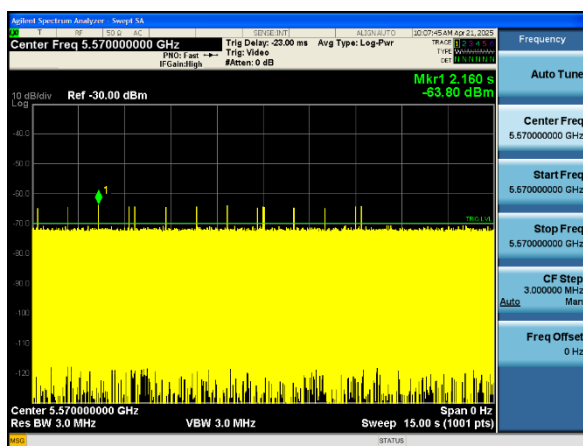 Agilent Spectrum Analyzer - Swept SA
T RF 50 Ω AC SENSE:INT ALIGN AUTO 10:07:45 AM Apr 21, 2025
Center Freq 5.570000000 GHz
PNO: Fast
IFGain:High
Trig Delay:-23.00 ms
Trig: Video
#Atten: 0 dB
Avg Type: Log-Pwr
TRACE 1 2 3 4 5 6
TYPE
DET N N N N N N
Frequency
Mkr1 2.160 s
-63.80 dBm
10 dB/div Ref -30.00 dBm
Log
1
TRIG LVL
-40.0
-50.0
-60.0
-70.0
-80.0
-90.0
-100
-110
-120
Center 5.570000000 GHz Span 0 Hz
Res BW 3.0 MHz VBW 3.0 MHz Sweep 15.00 s (1001 pts)
MSG STATUS
Auto Tune
Center Freq
5.570000000 GHz
Start Freq
5.570000000 GHz
Stop Freq
5.570000000 GHz
CF Step
3.000000 MHz
Auto Man
Freq Offset
0 Hz